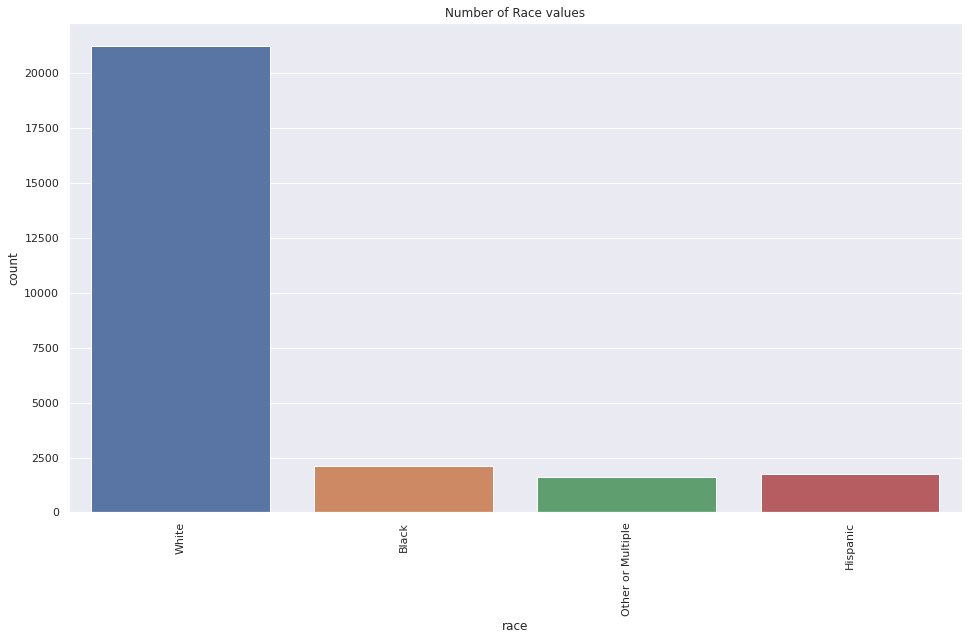 Number of Race values
count
20000
17500
15000
12500
10000
7500
5000
2500
0
White
Black
Other or Multiple
Hispanic
race